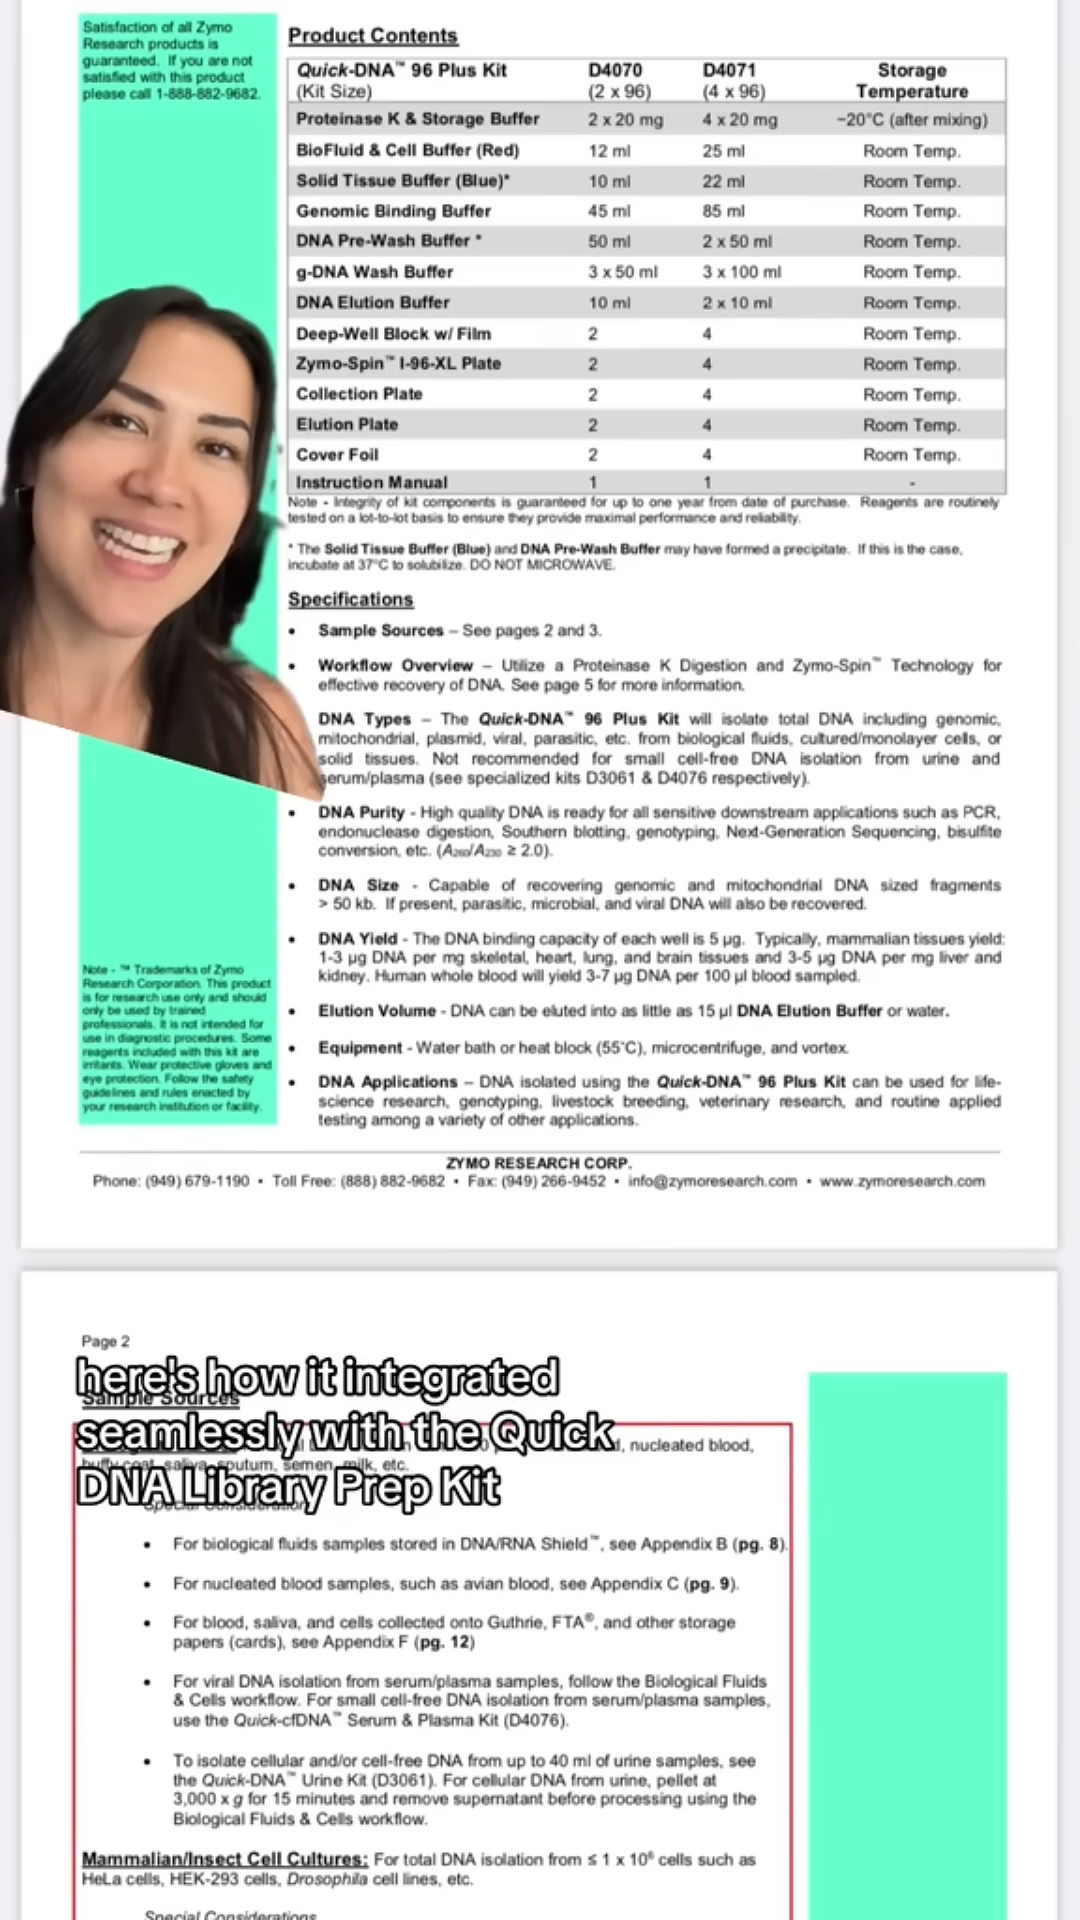 Satisfaction of all Zymo
Research products is
guaranteed. If you are not
satisfied with this product
please call 1-888-882-9682.
Product Contents
Quick-DNA™ 96 Plus Kit D4070 D4071 Storage
(Kit Size) (2 x 96) (4 x 96) Temperature
Proteinase K & Storage Buffer 2 x 20 mg 4 x 20 mg −20°C (after mixing)
BioFluid & Cell Buffer (Red) 12 ml 25 ml Room Temp.
Solid Tissue Buffer (Blue)* 10 ml 22 ml Room Temp.
Genomic Binding Buffer 45 ml 85 ml Room Temp.
DNA Pre-Wash Buffer * 50 ml 2 x 50 ml Room Temp.
g-DNA Wash Buffer 3 x 50 ml 3 x 100 ml Room Temp.
DNA Elution Buffer 10 ml 2 x 10 ml Room Temp.
Deep-Well Block w/ Film 2 4 Room Temp.
Zymo-Spin™ I-96-XL Plate 2 4 Room Temp.
Collection Plate 2 4 Room Temp.
Elution Plate 2 4 Room Temp.
Cover Foil 2 4 Room Temp.
Instruction Manual 1 1 -
Note - Integrity of kit components is guaranteed for up to one year from date of purchase. Reagents are routinely
tested on a lot-to-lot basis to ensure they provide maximal performance and reliability.
* The Solid Tissue Buffer (Blue) and DNA Pre-Wash Buffer may have formed a precipitate. If this is the case,
incubate at 37°C to solubilize. DO NOT MICROWAVE.
Specifications
• Sample Sources – See pages 2 and 3.
• Workflow Overview – Utilize a Proteinase K Digestion and Zymo-Spin™ Technology for
effective recovery of DNA. See page 5 for more information.
DNA Types – The Quick-DNA™ 96 Plus Kit will isolate total DNA including genomic,
mitochondrial, plasmid, viral, parasitic, etc. from biological fluids, cultured/monolayer cells, or
solid tissues. Not recommended for small cell-free DNA isolation from urine and
serum/plasma (see specialized kits D3061 & D4076 respectively).
• DNA Purity - High quality DNA is ready for all sensitive downstream applications such as PCR,
endonuclease digestion, Southern blotting, genotyping, Next-Generation Sequencing, bisulfite
conversion, etc. (A260/A230 ≥ 2.0).
• DNA Size - Capable of recovering genomic and mitochondrial DNA sized fragments
> 50 kb. If present, parasitic, microbial, and viral DNA will also be recovered.
• DNA Yield - The DNA binding capacity of each well is 5 µg. Typically, mammalian tissues yield:
1-3 µg DNA per mg skeletal, heart, lung, and brain tissues and 3-5 µg DNA per mg liver and
kidney. Human whole blood will yield 3-7 µg DNA per 100 µl blood sampled.
• Elution Volume - DNA can be eluted into as little as 15 µl DNA Elution Buffer or water.
• Equipment - Water bath or heat block (55°C), microcentrifuge, and vortex.
• DNA Applications – DNA isolated using the Quick-DNA™ 96 Plus Kit can be used for life-
science research, genotyping, livestock breeding, veterinary research, and routine applied
testing among a variety of other applications.
Note - ™ Trademarks of Zymo
Research Corporation. This product
is for research use only and should
only be used by trained
professionals. It is not intended for
use in diagnostic procedures. Some
reagents included with this kit are
irritants. Wear protective gloves and
eye protection. Follow the safety
guidelines and rules enacted by
your research institution or facility.
ZYMO RESEARCH CORP.
Phone: (949) 679-1190 • Toll Free: (888) 882-9682 • Fax: (949) 266-9452 • info@zymoresearch.com • www.zymoresearch.com
Page 2
here's how it integrated
Sample Sources
seamlessly with the Quick
nucleated blood,
buffy coat, saliva, sputum, semen, milk, etc.
DNA Library Prep Kit
• For biological fluids samples stored in DNA/RNA Shield™, see Appendix B (pg. 8).
• For nucleated blood samples, such as avian blood, see Appendix C (pg. 9).
• For blood, saliva, and cells collected onto Guthrie, FTA®, and other storage
papers (cards), see Appendix F (pg. 12)
• For viral DNA isolation from serum/plasma samples, follow the Biological Fluids
& Cells workflow. For small cell-free DNA isolation from serum/plasma samples,
use the Quick-cfDNA™ Serum & Plasma Kit (D4076).
• To isolate cellular and/or cell-free DNA from up to 40 ml of urine samples, see
the Quick-DNA™ Urine Kit (D3061). For cellular DNA from urine, pellet at
3,000 x g for 15 minutes and remove supernatant before processing using the
Biological Fluids & Cells workflow.
Mammalian/Insect Cell Cultures: For total DNA isolation from ≤ 1 x 10⁶ cells such as
HeLa cells, HEK-293 cells, Drosophila cell lines, etc.
Special Considerations